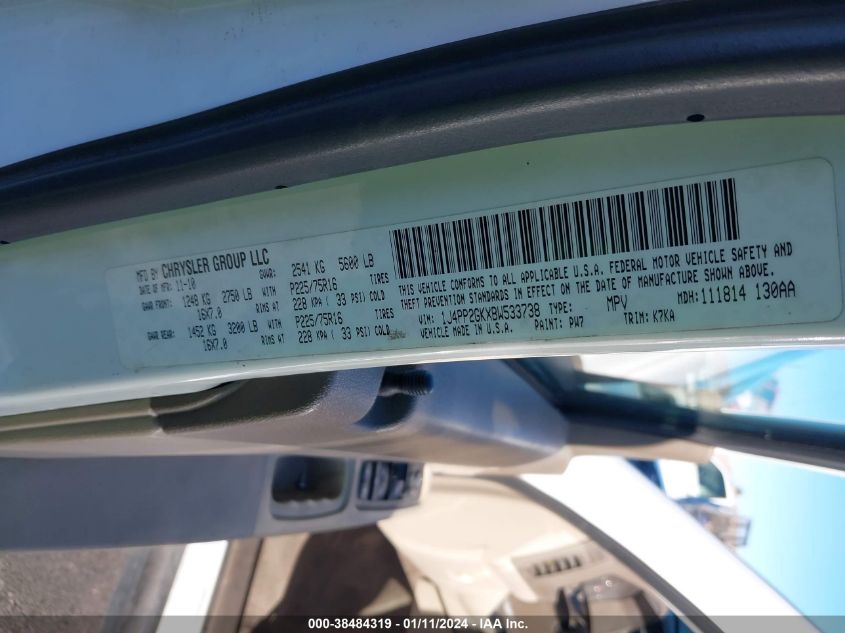 MFD BY CHRYSLER GROUP LLC
DATE OF MFR: 11-10 GVWR: 2541 KG 5600 LB
GAWR FRONT: 1248 KG 2750 LB WITH P225/75R16 TIRES
16X7.0 RIMS AT 228 KPA ( 33 PSI) COLD
GAWR REAR: 1452 KG 3200 LB WITH P225/75R16 TIRES
16X7.0 RIMS AT 228 KPA ( 33 PSI) COLD
THIS VEHICLE CONFORMS TO ALL APPLICABLE U.S.A. FEDERAL MOTOR VEHICLE SAFETY AND
THEFT PREVENTION STANDARDS IN EFFECT ON THE DATE OF MANUFACTURE SHOWN ABOVE.
VIN: 1J4PP2GKXBW533738 TYPE: MPV MDH: 111814 130AA
VEHICLE MADE IN U.S.A. PAINT: PW7 TRIM: K7KA
000-38484319 - 01/11/2024 - IAA Inc.